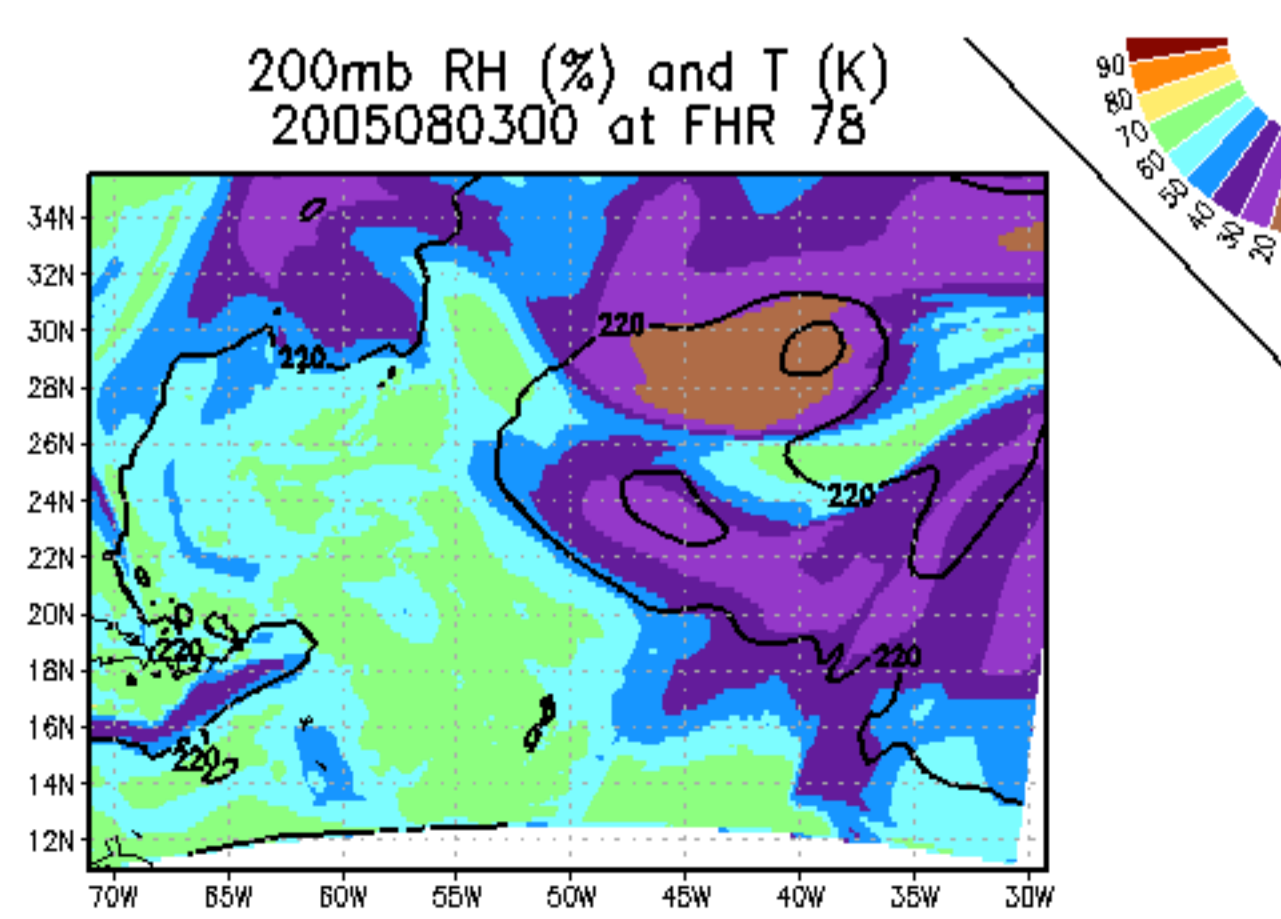 200mb RH (%) and T (K)
2005080300 at FHR 78
90
80
70
60
50
40
30
20
34N
32N
30N
28N
26N
24N
22N
20N
18N
16N
14N
12N
220
220
220
220
220
220
70W
65W
60W
55W
50W
45W
40W
35W
30W